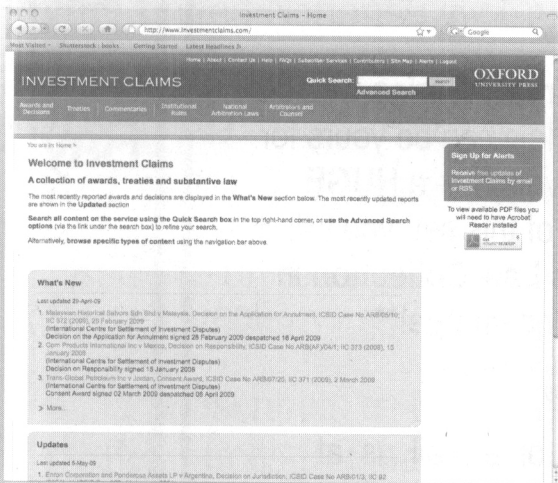 Investment Claims – Home
http://www.investmentclaims.com/
Google
Most Visited
Shutterstock : books
Getting Started
Latest Headlines
Home | About | Contact Us | Help | FAQs | Subscriber Services | Contributors | Site Map | Alerts | Logout
INVESTMENT CLAIMS
Quick Search:
search
Advanced Search
OXFORD
UNIVERSITY PRESS
Awards and Decisions
Treaties
Commentaries
Institutional Rules
National Arbitration Laws
Arbitrators and Counsel
You are in: Home >
Welcome to Investment Claims
A collection of awards, treaties and substantive law
The most recently reported awards and decisions are displayed in the What's New section below. The most recently updated reports
are shown in the Updated section
Search all content on the service using the Quick Search box in the top right-hand corner, or use the Advanced Search
options (via the link under the search box) to refine your search.
Alternatively, browse specific types of content using the navigation bar above.
Sign Up for Alerts
Receive free updates of
Investment Claims by email
or RSS.
To view available PDF files you
will need to have Acrobat
Reader installed
What's New
Last updated 23-April-09
1. Malaysian Historical Salvors Sdn Bhd v Malaysia, Decision on the Application for Annulment, ICSID Case No ARB/05/10;
IIC 372 (2009), 28 February 2009
(International Centre for Settlement of Investment Disputes)
Decision on the Application for Annulment signed 28 February 2009 despatched 16 April 2009
2. Corn Products International Inc v Mexico, Decision on Responsibility, ICSID Case No ARB(AF)/04/1; IIC 373 (2009), 15
January 2008
(International Centre for Settlement of Investment Disputes)
Decision on Responsibility signed 15 January 2008
3. Trans-Global Petroleum Inc v Jordan, Consent Award, ICSID Case No ARB/07/25, IIC 371 (2009), 2 March 2009
(International Centre for Settlement of Investment Disputes)
Consent Award signed 02 March 2009 despatched 08 April 2009
> More...
Updates
Last updated 5-May-09
1. Enron Corporation and Ponderosa Assets LP v Argentina, Decision on Jurisdiction, ICSID Case No ARB/01/3, IIC 92